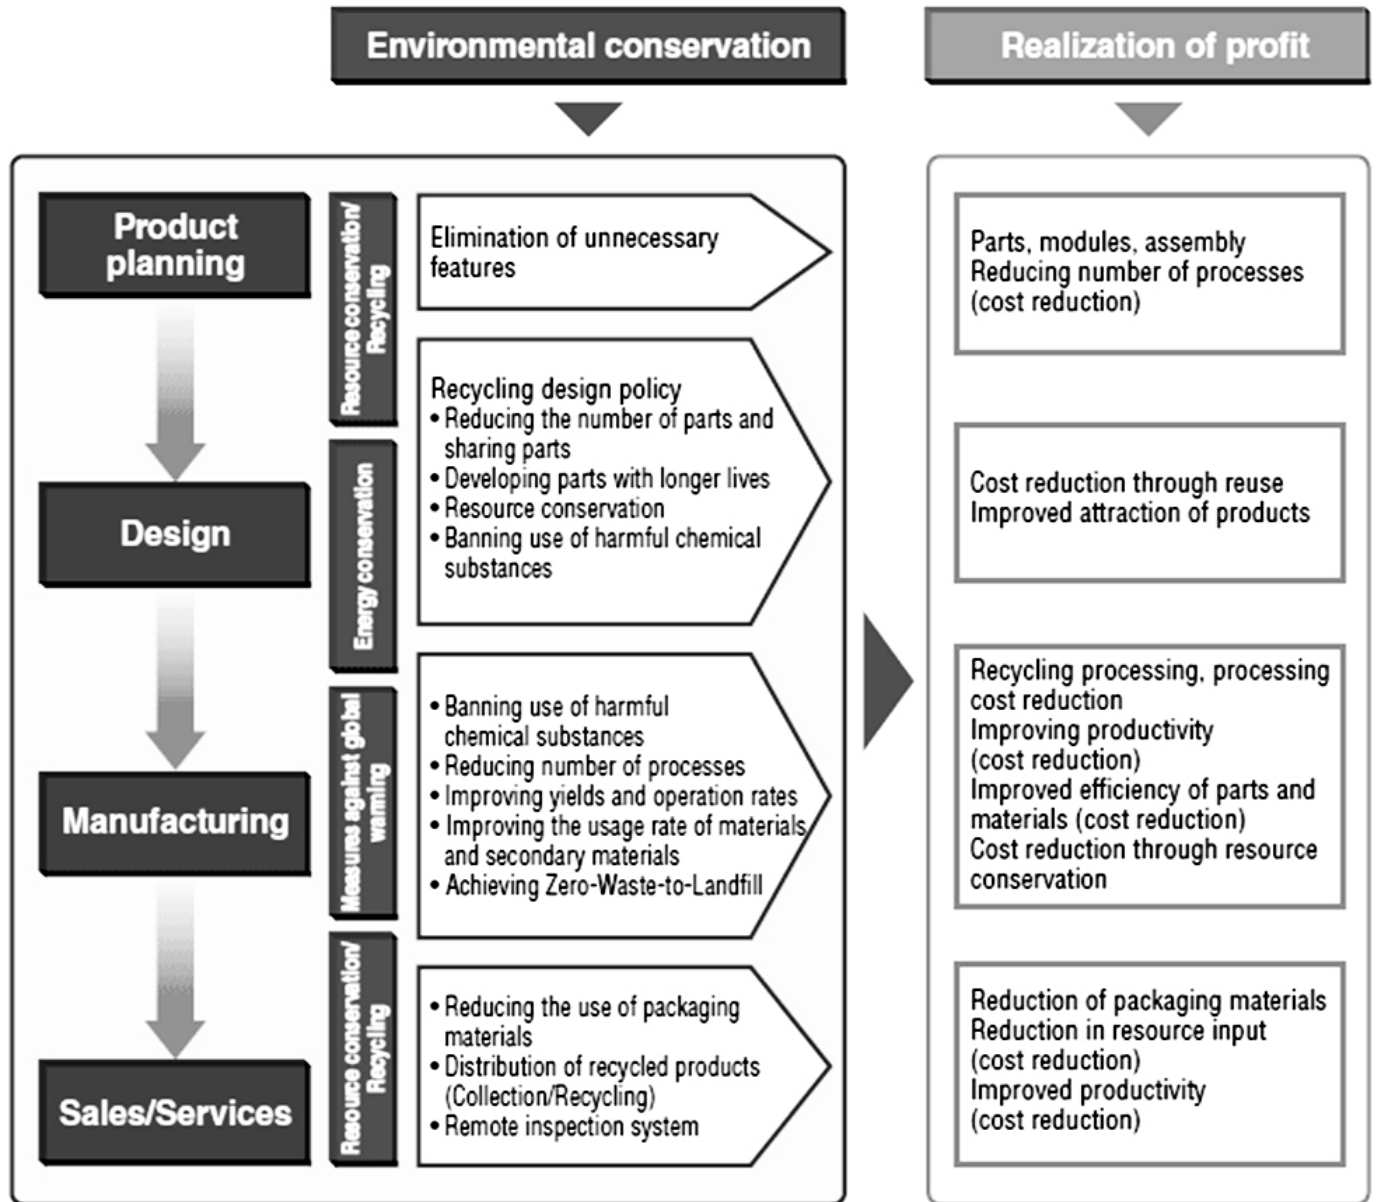 Environmental conservation
Realization of profit
Product
planning
Resource conservation/
Recycling
Elimination of unnecessary
features
Parts, modules, assembly
Reducing number of processes
(cost reduction)
Design
Energy conservation
Recycling design policy
• Reducing the number of parts and
sharing parts
• Developing parts with longer lives
• Resource conservation
• Banning use of harmful chemical
substances
Cost reduction through reuse
Improved attraction of products
Manufacturing
Measures against global
warming
• Banning use of harmful
chemical substances
• Reducing number of processes
• Improving yields and operation rates
• Improving the usage rate of materials
and secondary materials
• Achieving Zero-Waste-to-Landfill
Recycling processing, processing
cost reduction
Improving productivity
(cost reduction)
Improved efficiency of parts and
materials (cost reduction)
Cost reduction through resource
conservation
Sales/Services
Resource conservation/
Recycling
• Reducing the use of packaging
materials
• Distribution of recycled products
(Collection/Recycling)
• Remote inspection system
Reduction of packaging materials
Reduction in resource input
(cost reduction)
Improved productivity
(cost reduction)